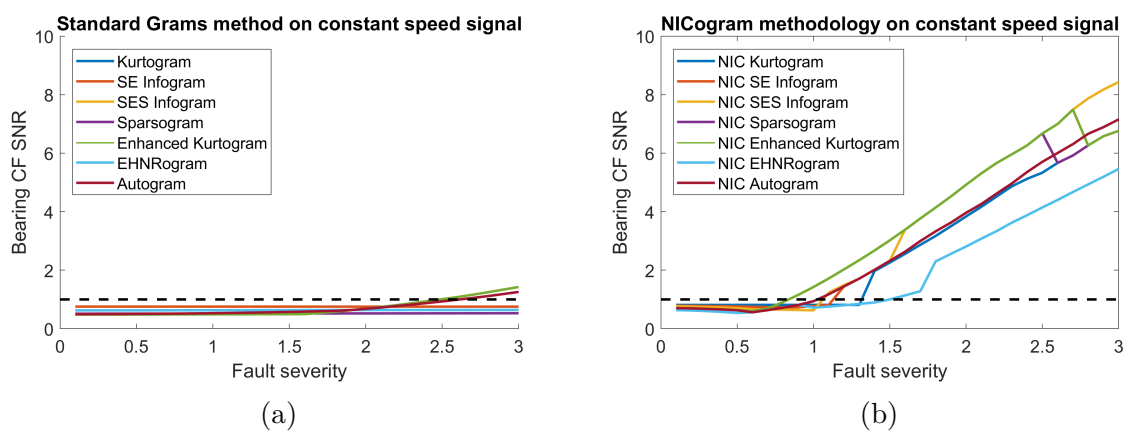 Standard Grams method on constant speed signal
10
8
6
4
2
0
Bearing CF SNR
Kurtogram
SE Infogram
SES Infogram
Sparsogram
Enhanced Kurtogram
EHNRogram
Autogram
0 0.5 1 1.5 2 2.5 3
Fault severity
(a)
NICogram methodology on constant speed signal
10
8
6
4
2
0
Bearing CF SNR
NIC Kurtogram
NIC SE Infogram
NIC SES Infogram
NIC Sparsogram
NIC Enhanced Kurtogram
NIC EHNRogram
NIC Autogram
0 0.5 1 1.5 2 2.5 3
Fault severity
(b)